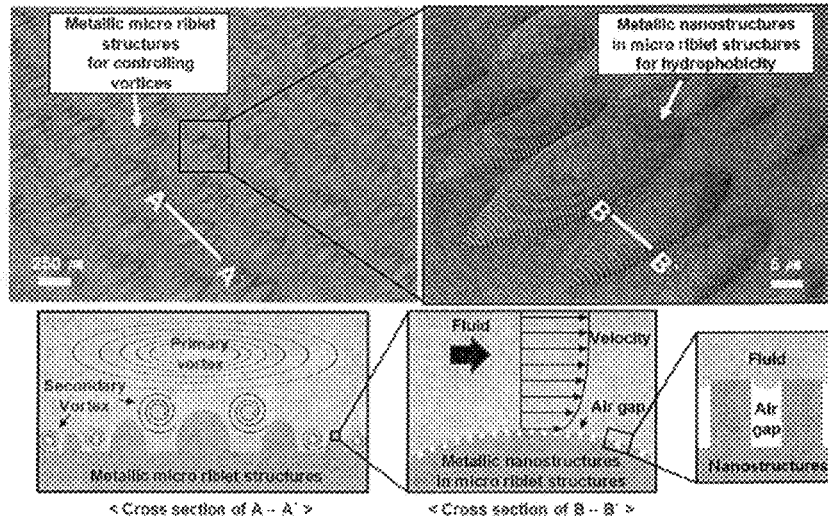 Metallic micro riblet
structures
for controlling
vortices
Metallic nanostructures
in micro riblet structures
for hydrophobicity
A
A'
B
B'
Primary
vortex
Secondary
Vortex
Metallic micro riblet structures
Fluid
Velocity
Air gap
Metallic nanostructures
in micro riblet structures
Fluid
Air
gap
Nanostructures
< Cross section of A -- A` >
< Cross section of B -- B` >